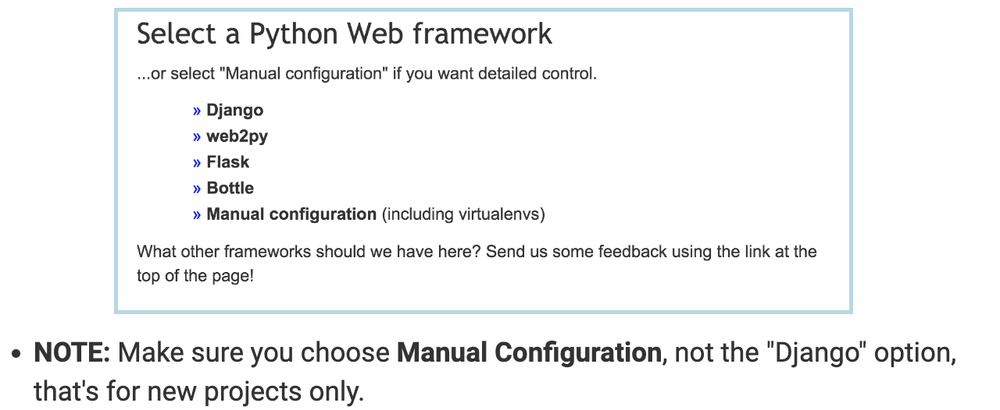 Select a Python Web framework
...or select "Manual configuration" if you want detailed control.
» Django
» web2py
» Flask
» Bottle
» Manual configuration (including virtualenvs)
What other frameworks should we have here? Send us some feedback using the link at the
top of the page!
• NOTE: Make sure you choose Manual Configuration, not the "Django" option,
that's for new projects only.